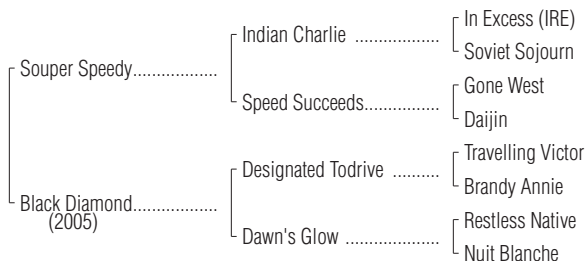 In Excess (IRE)
Indian Charlie ..................
Soviet Sojourn
Souper Speedy..................
Gone West
Speed Succeeds................
Daijin
Travelling Victor
Designated Todrive ..........
Brandy Annie
Black Diamond..................
(2005)
Restless Native
Dawn's Glow ....................
Nuit Blanche